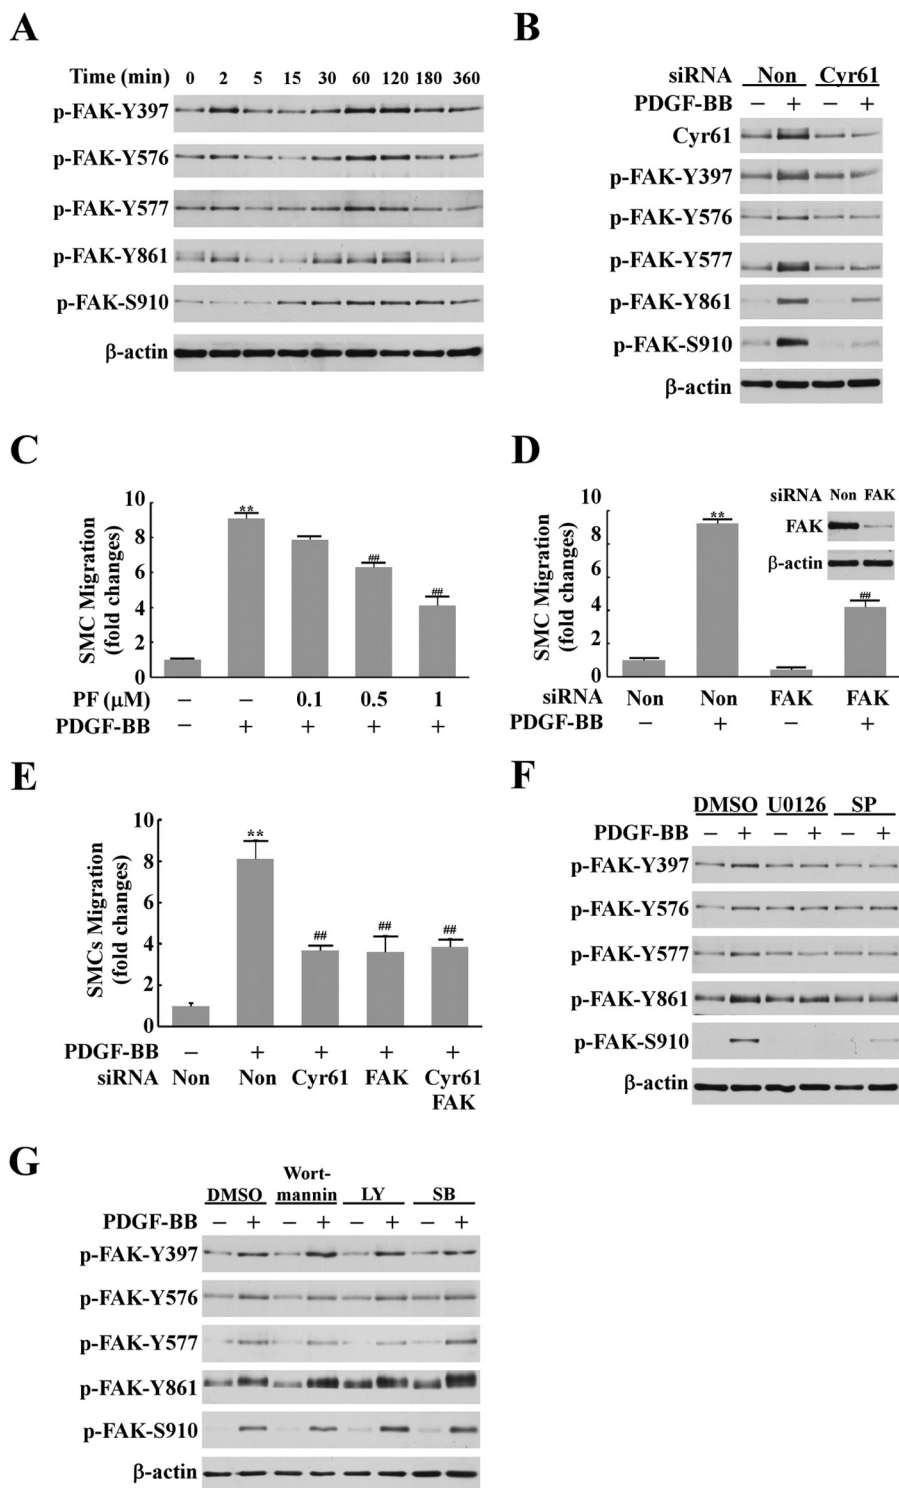 A
Time (min) 0 2 5 15 30 60 120 180 360
p-FAK-Y397
p-FAK-Y576
p-FAK-Y577
p-FAK-Y861
p-FAK-S910
β-actin
B
siRNA Non Cyr61
PDGF-BB − + − +
Cyr61
p-FAK-Y397
p-FAK-Y576
p-FAK-Y577
p-FAK-Y861
p-FAK-S910
β-actin
C
SMC Migration
(fold changes)
10
8
6
4
2
0
**
##
##
PF (μM) − − 0.1 0.5 1
PDGF-BB − + + + +
D
SMC Migration
(fold changes)
10
8
6
4
2
0
**
##
siRNA Non FAK
FAK
β-actin
siRNA Non Non FAK FAK
PDGF-BB − + − +
E
SMCs Migration
(fold changes)
10
8
6
4
2
0
**
##
##
##
PDGF-BB − + + + +
siRNA Non Non Cyr61 FAK Cyr61
FAK
F
DMSO U0126 SP
PDGF-BB − + − + − +
p-FAK-Y397
p-FAK-Y576
p-FAK-Y577
p-FAK-Y861
p-FAK-S910
β-actin
G
Wort-
DMSO mannin LY SB
PDGF-BB − + − + − + − +
p-FAK-Y397
p-FAK-Y576
p-FAK-Y577
p-FAK-Y861
p-FAK-S910
β-actin